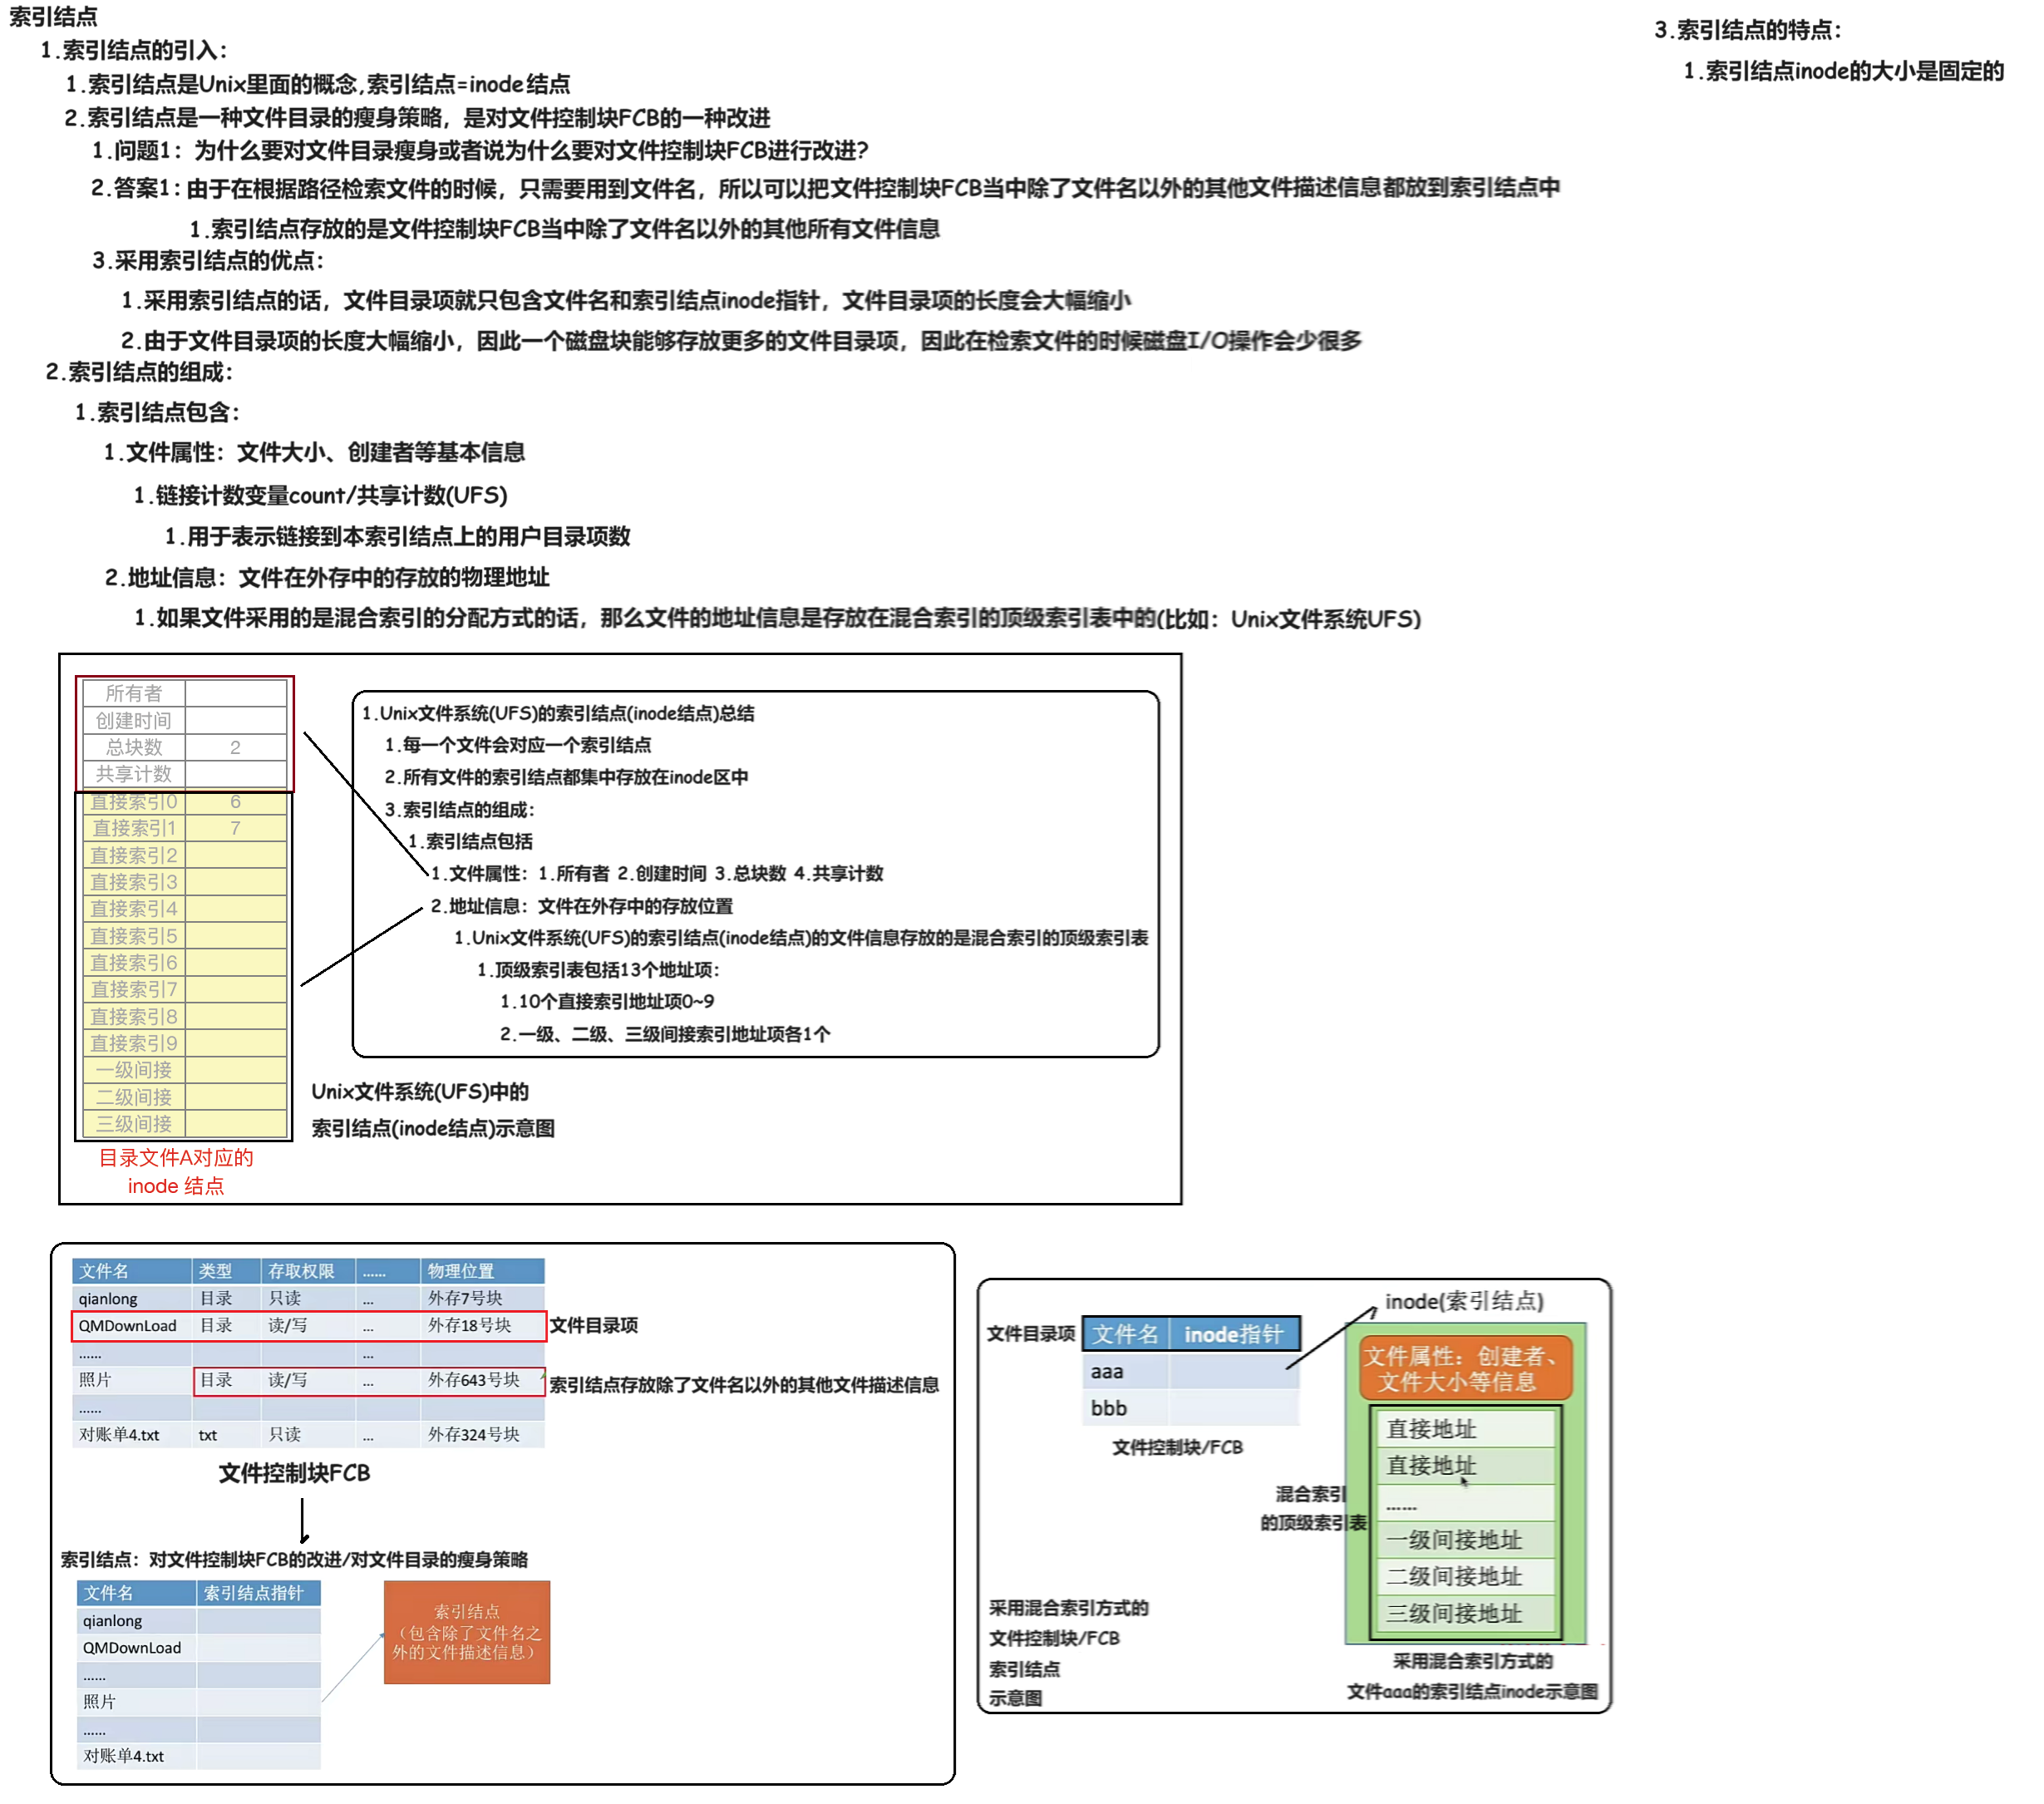 索引结点
1.索引结点的引入：
1.索引结点是Unix里面的概念,索引结点=inode结点
2.索引结点是一种文件目录的瘦身策略，是对文件控制块FCB的一种改进
1.问题1：为什么要对文件目录瘦身或者说为什么要对文件控制块FCB进行改进?
2.答案1：由于在根据路径检索文件的时候，只需要用到文件名，所以可以把文件控制块FCB当中除了文件名以外的其他文件描述信息都放到索引结点中
1.索引结点存放的是文件控制块FCB当中除了文件名以外的其他所有文件信息
3.采用索引结点的优点：
1.采用索引结点的话，文件目录项就只包含文件名和索引结点inode指针，文件目录项的长度会大幅缩小
2.由于文件目录项的长度大幅缩小，因此一个磁盘块能够存放更多的文件目录项，因此在检索文件的时候磁盘I/O操作会少很多
2.索引结点的组成：
1.索引结点包含：
1.文件属性：文件大小、创建者等基本信息
1.链接计数变量count/共享计数(UFS)
1.用于表示链接到本索引结点上的用户目录项数
2.地址信息：文件在外存中的存放的物理地址
1.如果文件采用的是混合索引的分配方式的话，那么文件的地址信息是存放在混合索引的顶级索引表中的(比如：Unix文件系统UFS)
3.索引结点的特点：
1.索引结点inode的大小是固定的
所有者
创建时间
总块数 2
共享计数
直接索引0 6
直接索引1 7
直接索引2
直接索引3
直接索引4
直接索引5
直接索引6
直接索引7
直接索引8
直接索引9
一级间接
二级间接
三级间接
目录文件A对应的
inode 结点
1.Unix文件系统(UFS)的索引结点(inode结点)总结
1.每一个文件会对应一个索引结点
2.所有文件的索引结点都集中存放在inode区中
3.索引结点的组成：
1.索引结点包括
1.文件属性：1.所有者 2.创建时间 3.总块数 4.共享计数
2.地址信息：文件在外存中的存放位置
1.Unix文件系统(UFS)的索引结点(inode结点)的文件信息存放的是混合索引的顶级索引表
1.顶级索引表包括13个地址项：
1.10个直接索引地址项0~9
2.一级、二级、三级间接索引地址项各1个
Unix文件系统(UFS)中的
索引结点(inode结点)示意图
文件名 类型 存取权限 …… 物理位置
qianlong 目录 只读 … 外存7号块
QMDownLoad 目录 读/写 … 外存18号块
…… …
照片 目录 读/写 … 外存643号块
……
对账单4.txt txt 只读 … 外存324号块
文件目录项
索引结点存放除了文件名以外的其他文件描述信息
文件控制块FCB
索引结点：对文件控制块FCB的改进/对文件目录的瘦身策略
文件名 索引结点指针
qianlong
QMDownLoad
……
照片
……
对账单4.txt
索引结点
（包含除了文件名之
外的文件描述信息）
文件目录项
文件名 inode指针
aaa
bbb
文件控制块/FCB
inode(索引结点)
文件属性：创建者、
文件大小等信息
直接地址
直接地址
……
一级间接地址
二级间接地址
三级间接地址
混合索引
的顶级索引表
采用混合索引方式的
文件控制块/FCB
索引结点
示意图
采用混合索引方式的
文件aaa的索引结点inode示意图